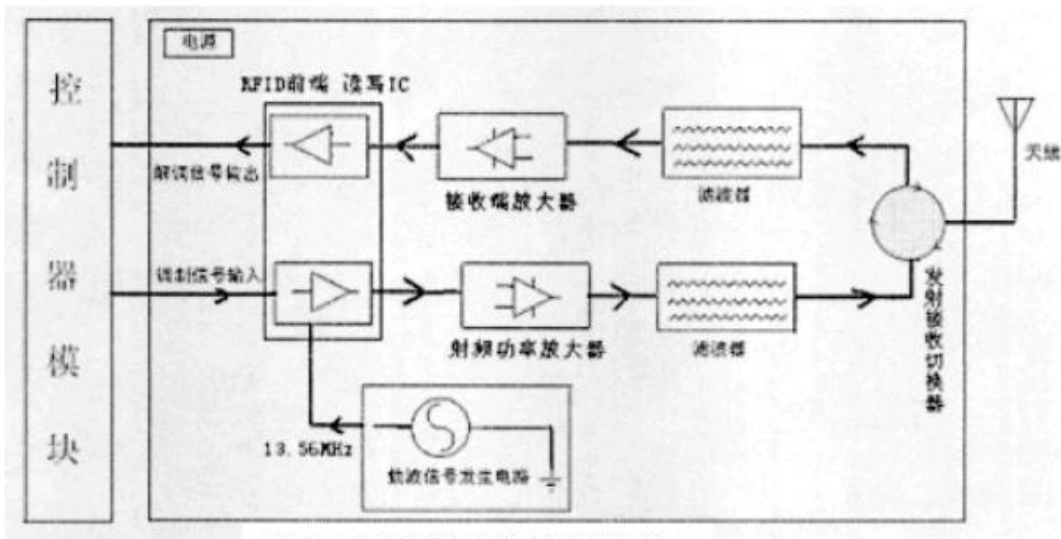 电源
控制器模块
RFID前端 读写IC
解调信号输出
接收端放大器
滤波器
天线
调制信号输入
射频功率放大器
滤波器
发射接收切换器
13.56MHz
载波信号发生电路